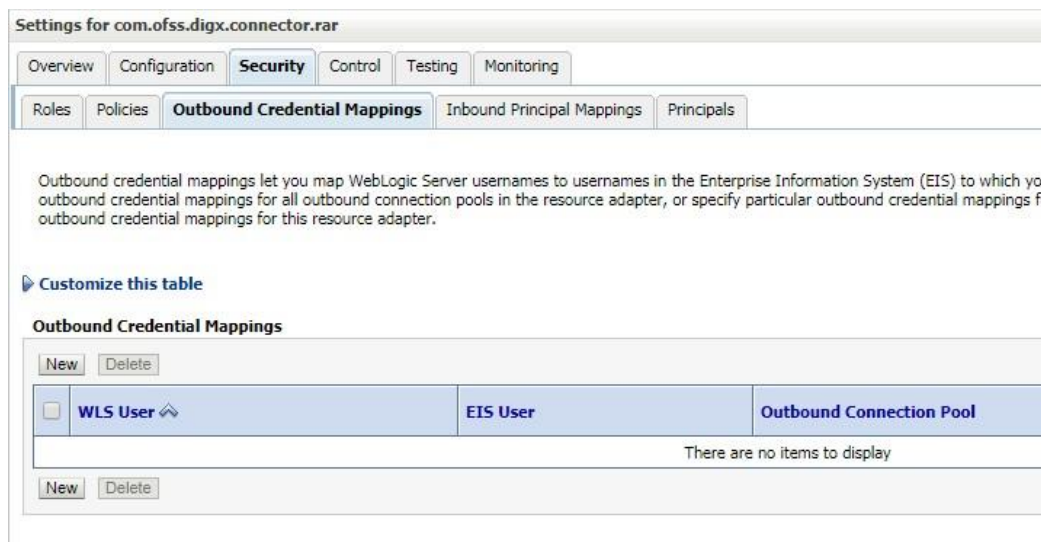 Settings for com.ofss.digx.connector.rar
Overview Configuration Security Control Testing Monitoring
Roles Policies Outbound Credential Mappings Inbound Principal Mappings Principals
Outbound credential mappings let you map WebLogic Server usernames to usernames in the Enterprise Information System (EIS) to which yo
outbound credential mappings for all outbound connection pools in the resource adapter, or specify particular outbound credential mappings f
outbound credential mappings for this resource adapter.
Customize this table
Outbound Credential Mappings
New Delete
WLS User EIS User Outbound Connection Pool
There are no items to display
New Delete